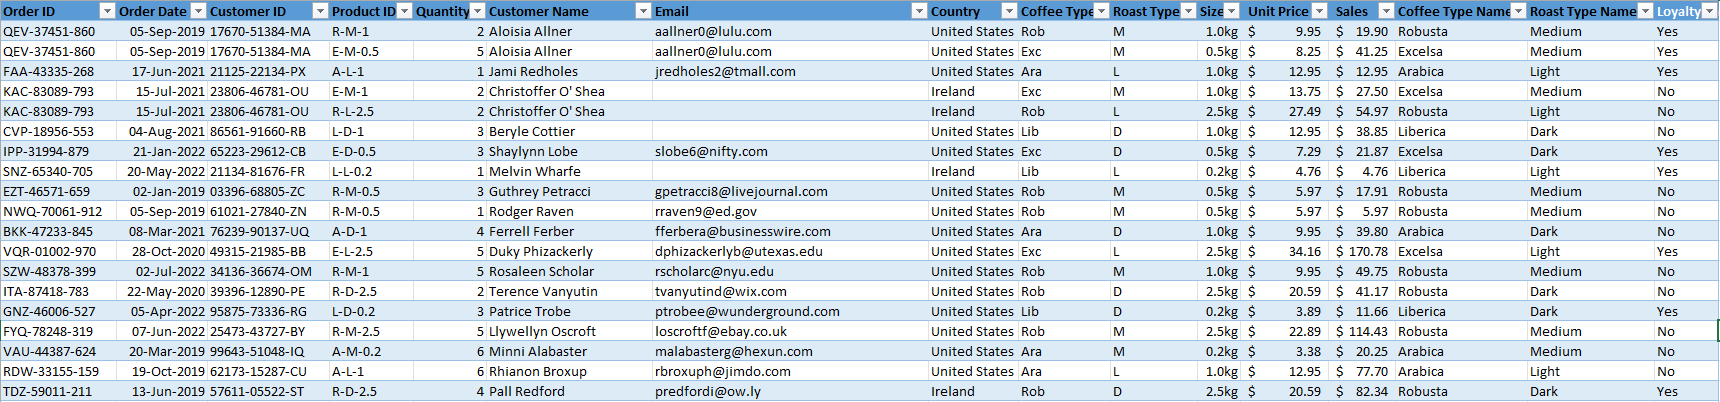 Order ID Order Date Customer ID Product ID Quantity Customer Name Email Country Coffee Type Roast Type Size Unit Price Sales Coffee Type Name Roast Type Name Loyalty
QEV-37451-860 05-Sep-2019 17670-51384-MA R-M-1 2 Aloisia Allner aallner0@lulu.com United States Rob M 1.0kg $ 9.95 $ 19.90 Robusta Medium Yes
QEV-37451-860 05-Sep-2019 17670-51384-MA E-M-0.5 5 Aloisia Allner aallner0@lulu.com United States Exc M 0.5kg $ 8.25 $ 41.25 Excelsa Medium Yes
FAA-43335-268 17-Jun-2021 21125-22134-PX A-L-1 1 Jami Redholes jredholes2@tmall.com United States Ara L 1.0kg $ 12.95 $ 12.95 Arabica Light Yes
KAC-83089-793 15-Jul-2021 23806-46781-OU E-M-1 2 Christoffer O' Shea Ireland Exc M 1.0kg $ 13.75 $ 27.50 Excelsa Medium No
KAC-83089-793 15-Jul-2021 23806-46781-OU R-L-2.5 2 Christoffer O' Shea Ireland Rob L 2.5kg $ 27.49 $ 54.97 Robusta Light No
CVP-18956-553 04-Aug-2021 86561-91660-RB L-D-1 3 Beryle Cottier United States Lib D 1.0kg $ 12.95 $ 38.85 Liberica Dark No
IPP-31994-879 21-Jan-2022 65223-29612-CB E-D-0.5 3 Shaylynn Lobe slobe6@nifty.com United States Exc D 0.5kg $ 7.29 $ 21.87 Excelsa Dark Yes
SNZ-65340-705 20-May-2022 21134-81676-FR L-L-0.2 1 Melvin Wharfe Ireland Lib L 0.2kg $ 4.76 $ 4.76 Liberica Light Yes
EZT-46571-659 02-Jan-2019 03396-68805-ZC R-M-0.5 3 Guthrey Petracci gpetracci8@livejournal.com United States Rob M 0.5kg $ 5.97 $ 17.91 Robusta Medium No
NWQ-70061-912 05-Sep-2019 61021-27840-ZN R-M-0.5 1 Rodger Raven rraven9@ed.gov United States Rob M 0.5kg $ 5.97 $ 5.97 Robusta Medium No
BKK-47233-845 08-Mar-2021 76239-90137-UQ A-D-1 4 Ferrell Ferber fferbera@businesswire.com United States Ara D 1.0kg $ 9.95 $ 39.80 Arabica Dark No
VQR-01002-970 28-Oct-2020 49315-21985-BB E-L-2.5 5 Duky Phizackerly dphizackerlyb@utexas.edu United States Exc L 2.5kg $ 34.16 $ 170.78 Excelsa Light Yes
SZW-48378-399 02-Jul-2022 34136-36674-OM R-M-1 5 Rosaleen Scholar rscholarc@nyu.edu United States Rob M 1.0kg $ 9.95 $ 49.75 Robusta Medium No
ITA-87418-783 22-May-2020 39396-12890-PE R-D-2.5 2 Terence Vanyutin tvanyutind@wix.com United States Rob D 2.5kg $ 20.59 $ 41.17 Robusta Dark No
GNZ-46006-527 05-Apr-2022 95875-73336-RG L-D-0.2 3 Patrice Trobe ptrobee@wunderground.com United States Lib D 0.2kg $ 3.89 $ 11.66 Liberica Dark Yes
FYQ-78248-319 07-Jun-2022 25473-43727-BY R-M-2.5 5 Llywellyn Oscroft loscroftf@ebay.co.uk United States Rob M 2.5kg $ 22.89 $ 114.43 Robusta Medium No
VAU-44387-624 20-Mar-2019 99643-51048-IQ A-M-0.2 6 Minni Alabaster malabasterg@hexun.com United States Ara M 0.2kg $ 3.38 $ 20.25 Arabica Medium No
RDW-33155-159 19-Oct-2019 62173-15287-CU A-L-1 6 Rhianon Broxup rbroxuph@jimdo.com United States Ara L 1.0kg $ 12.95 $ 77.70 Arabica Light No
TDZ-59011-211 13-Jun-2019 57611-05522-ST R-D-2.5 4 Pall Redford predfordi@ow.ly Ireland Rob D 2.5kg $ 20.59 $ 82.34 Robusta Dark Yes